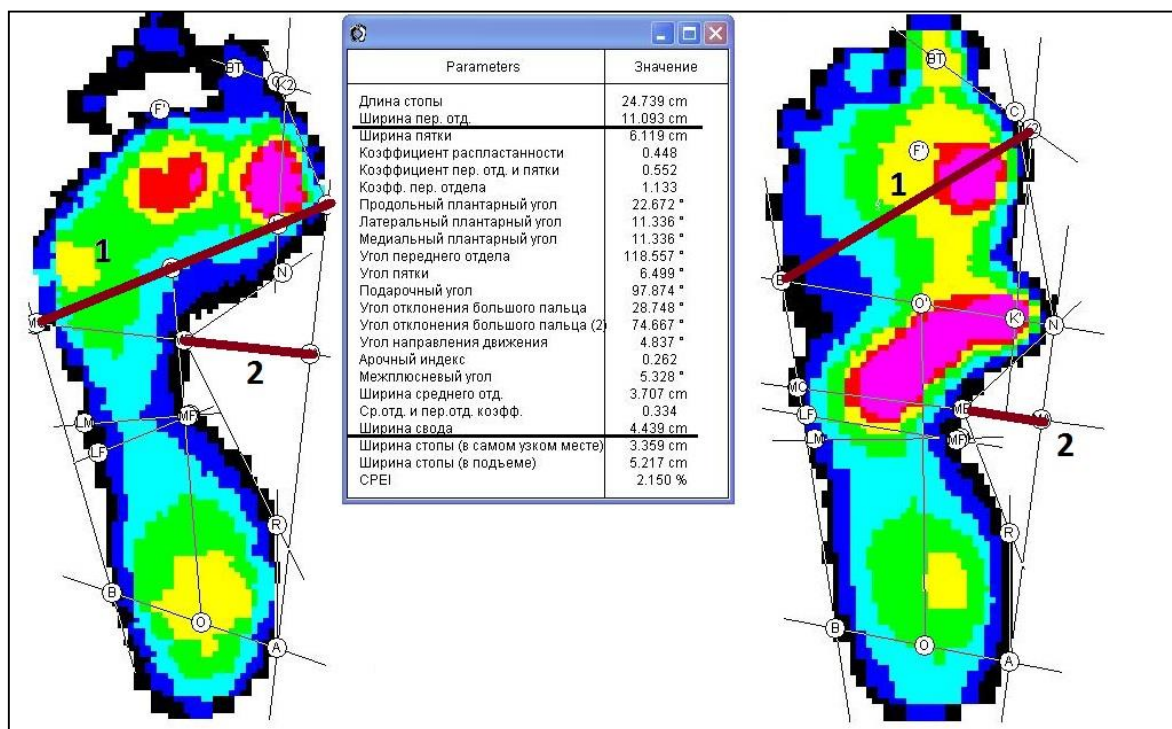 Parameters Значение
Длина стопы 24.739 cm
Ширина пер. отд. 11.093 cm
Ширина пятки 6.119 cm
Коэффициент распластанности 0.448
Коэффициент пер. отд. и пятки 0.552
Коэфф. пер. отдела 1.133
Продольный плантарный угол 22.672 °
Латеральный плантарный угол 11.336 °
Медиальный плантарный угол 11.336 °
Угол переднего отдела 118.557 °
Угол пятки 6.499 °
Подарочный угол 97.874 °
Угол отклонения большого пальца 28.748 °
Угол отклонения большого пальца (2) 74.667 °
Угол направления движения 4.837 °
Арочный индекс 0.262
Межплюсневый угол 5.328 °
Ширина среднего отд. 3.707 cm
Ср.отд. и пер.отд. коэфф. 0.334
Ширина свода 4.439 cm
Ширина стопы (в самом узком месте) 3.359 cm
Ширина стопы (в подъеме) 5.217 cm
CPEI 2.150 %
BT
K2
F'
1
N
2
LM
MF
LF
R
B
O
A
BT
C
K2
F'
1
B
O'
K'
N
MC
LF
LM
MF
2
R
B
O
A